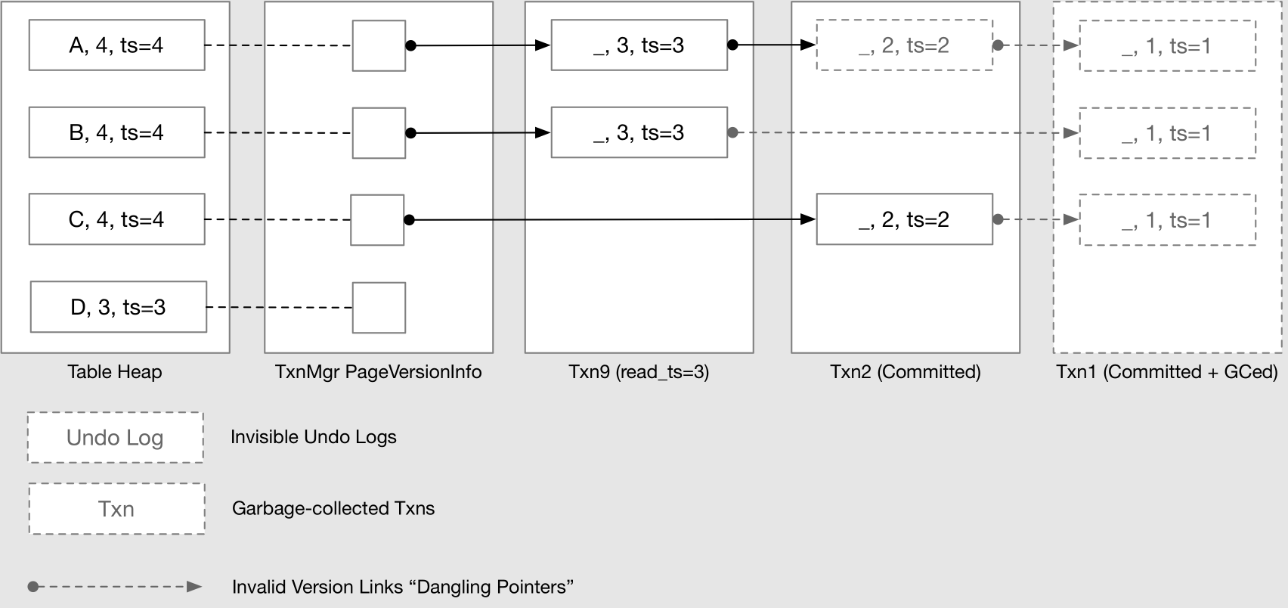 A, 4, ts=4
_, 3, ts=3
_, 2, ts=2
_, 1, ts=1
B, 4, ts=4
_, 3, ts=3
_, 1, ts=1
C, 4, ts=4
_, 2, ts=2
_, 1, ts=1
D, 3, ts=3
Table Heap
TxnMgr PageVersionInfo
Txn9 (read_ts=3)
Txn2 (Committed)
Txn1 (Committed + GCed)
Undo Log
Invisible Undo Logs
Txn
Garbage-collected Txns
Invalid Version Links “Dangling Pointers”